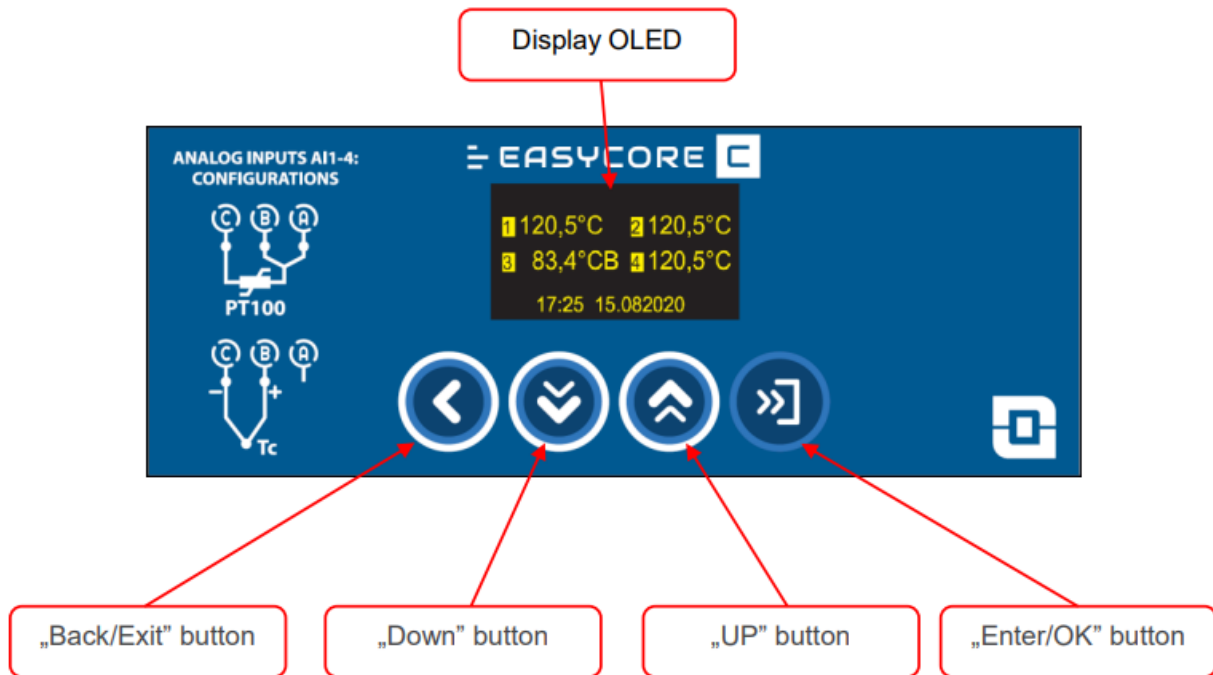 Display OLED
ANALOG INPUTS AI1-4:
CONFIGURATIONS
EASYCORE C
C B A
PT100
1 120,5°C 2 120,5°C
3 83,4°CB 4 120,5°C
17:25 15.082020
C B A
- +
Tc
„Back/Exit” button
„Down” button
„UP” button
„Enter/OK” button